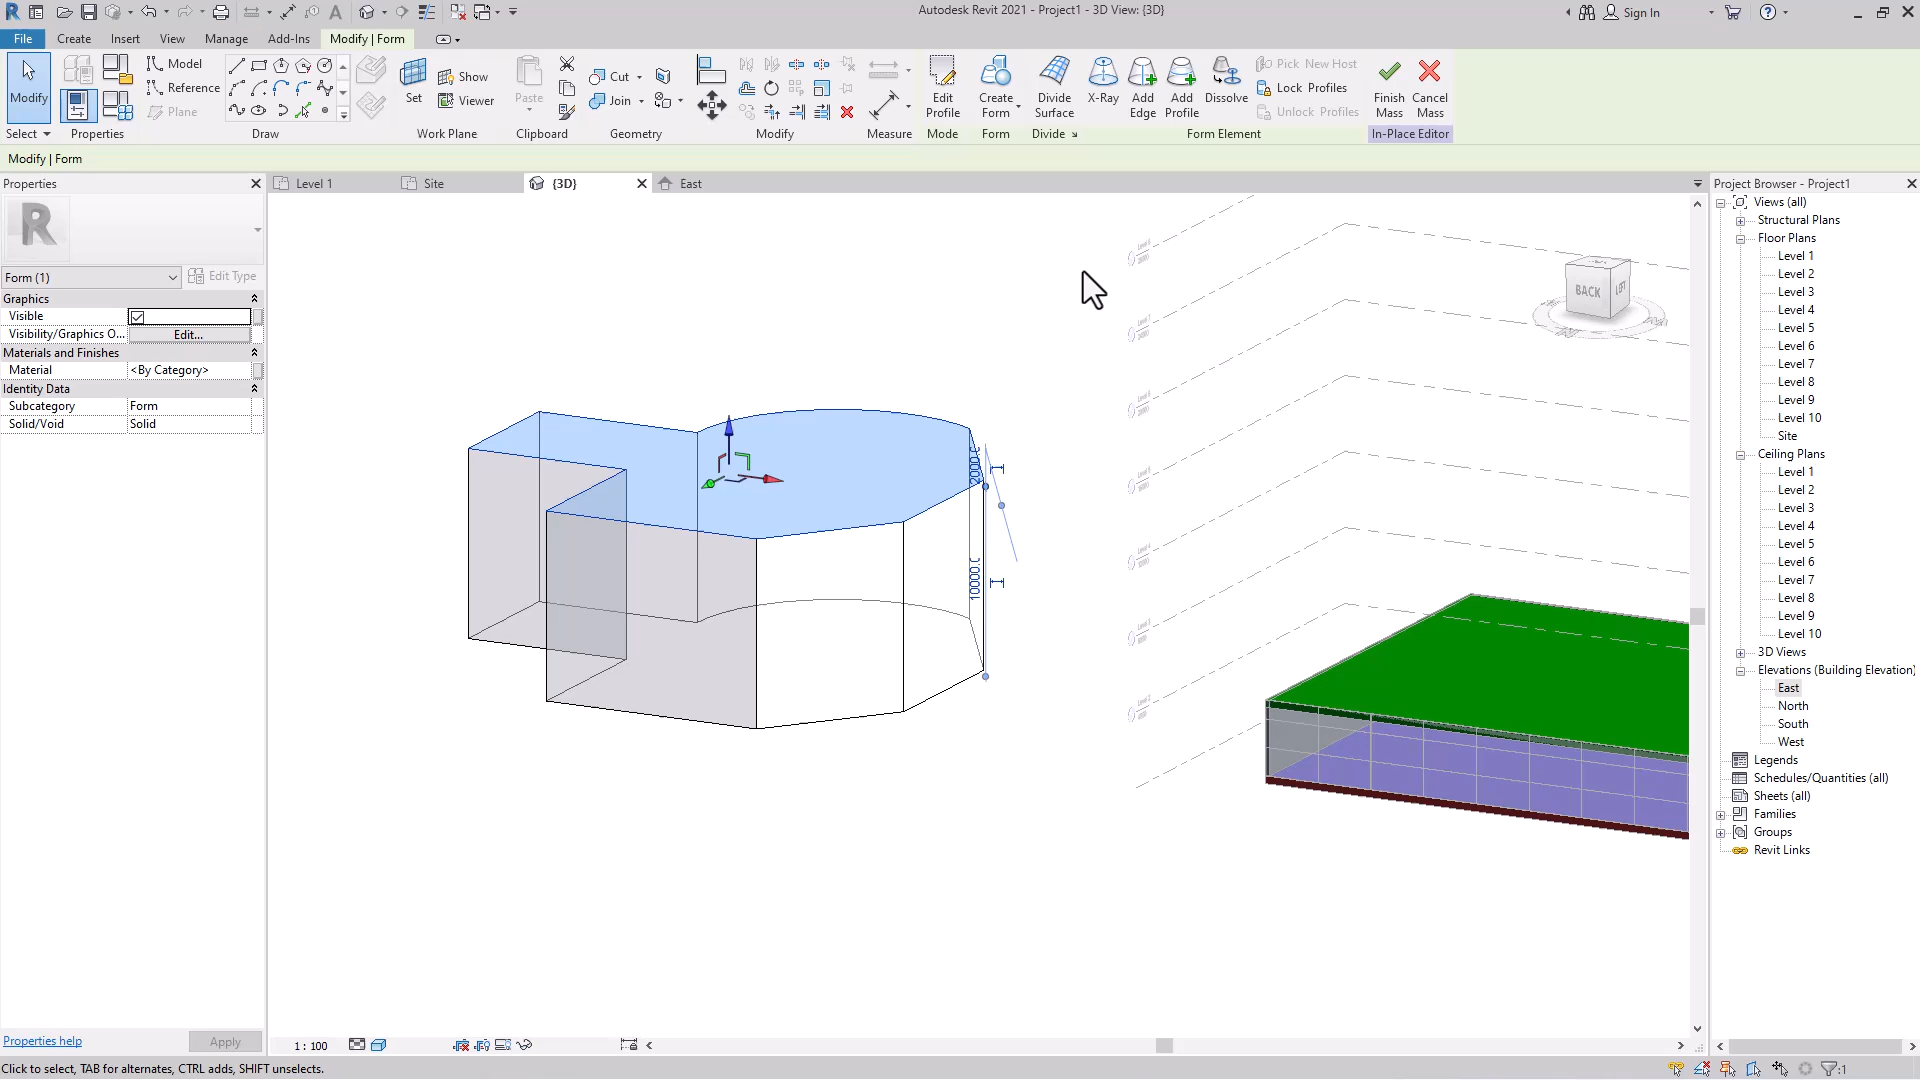 Autodesk Revit 2021 - Project1 - 3D View: {3D}
Sign In
File
Create
Insert
View
Manage
Add-Ins
Modify | Form
Modify
Select
Properties
Model
Reference
Plane
Draw
Set
Show
Viewer
Work Plane
Paste
Clipboard
Cut
Join
Geometry
Modify
Measure
Edit
Profile
Mode
Create
Form
Form
Divide
Surface
Divide
X-Ray
Add
Edge
Add
Profile
Dissolve
Pick New Host
Lock Profiles
Unlock Profiles
Form Element
Finish
Mass
Cancel
Mass
In-Place Editor
Modify | Form
Properties
Form (1)
Edit Type
Graphics
Visible
Visibility/Graphics O...
Edit...
Materials and Finishes
Material
<By Category>
Identity Data
Subcategory
Form
Solid/Void
Solid
Properties help
Apply
Level 1
Site
{3D}
East
10000.0
BACK
LEFT
1 : 100
Project Browser - Project1
Views (all)
Structural Plans
Floor Plans
Level 1
Level 2
Level 3
Level 4
Level 5
Level 6
Level 7
Level 8
Level 9
Level 10
Site
Ceiling Plans
Level 1
Level 2
Level 3
Level 4
Level 5
Level 6
Level 7
Level 8
Level 9
Level 10
3D Views
Elevations (Building Elevation)
East
North
South
West
Legends
Schedules/Quantities (all)
Sheets (all)
Families
Groups
Revit Links
Click to select, TAB for alternates, CTRL adds, SHIFT unselects.
:1